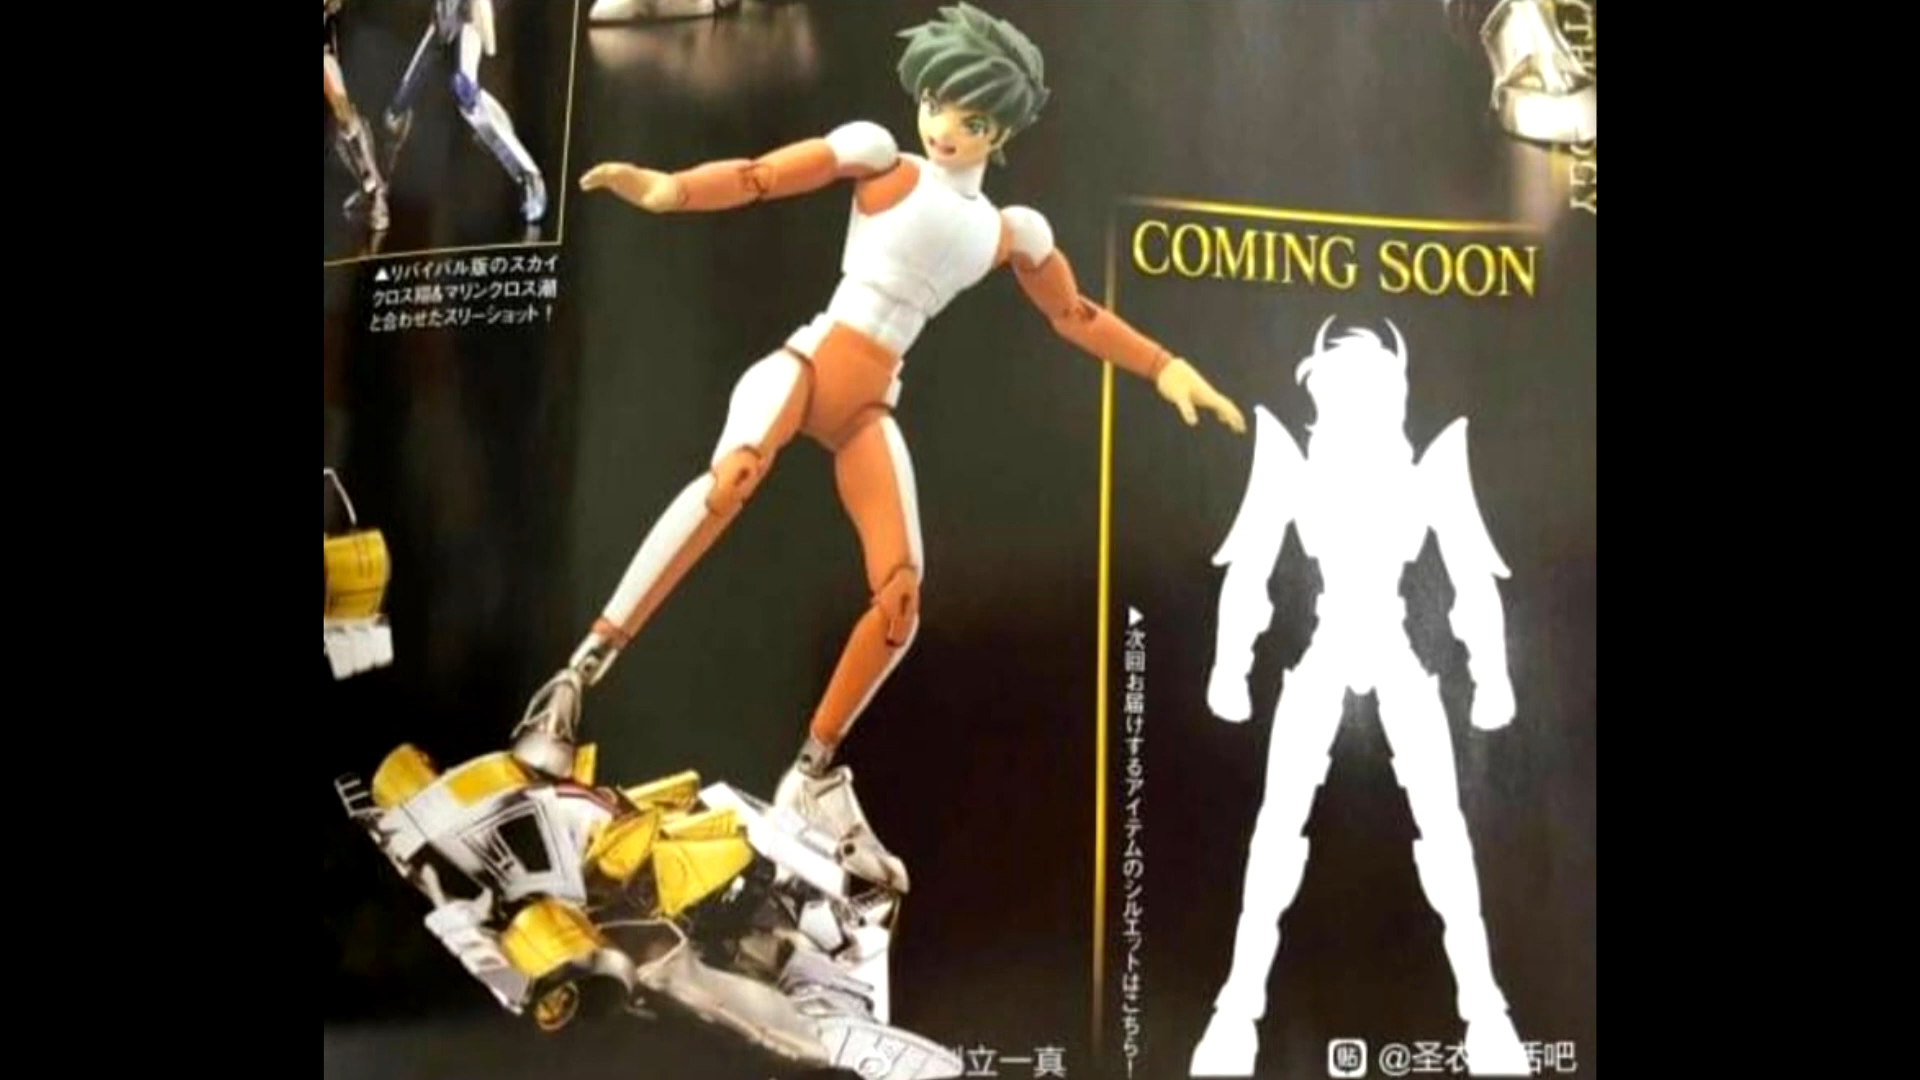 ▲リバイバル版のスカイ
クロス翔&マリンクロス潮
と合わせたスリーショット!
COMING SOON
▶次回お届けするアイテムのシルエットはこちら!
立一真
@圣衣 话吧